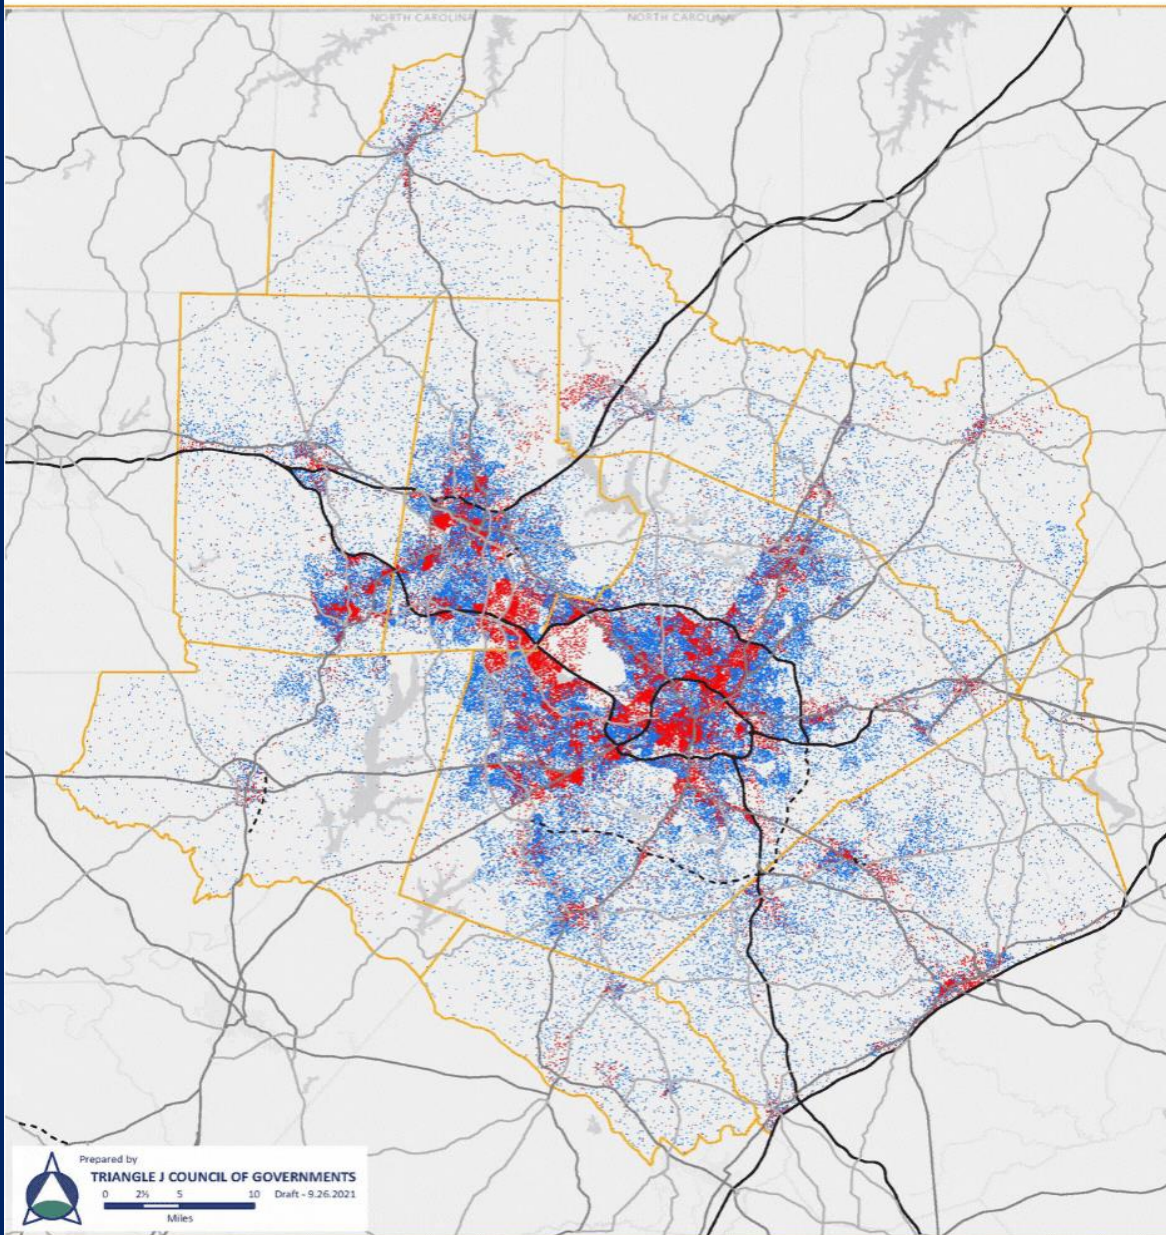 NORTH CAROLINA
NORTH CAROLINA
Prepared by
TRIANGLE J COUNCIL OF GOVERNMENTS
0 2½ 5 10 Draft - 9.26.2021
Miles